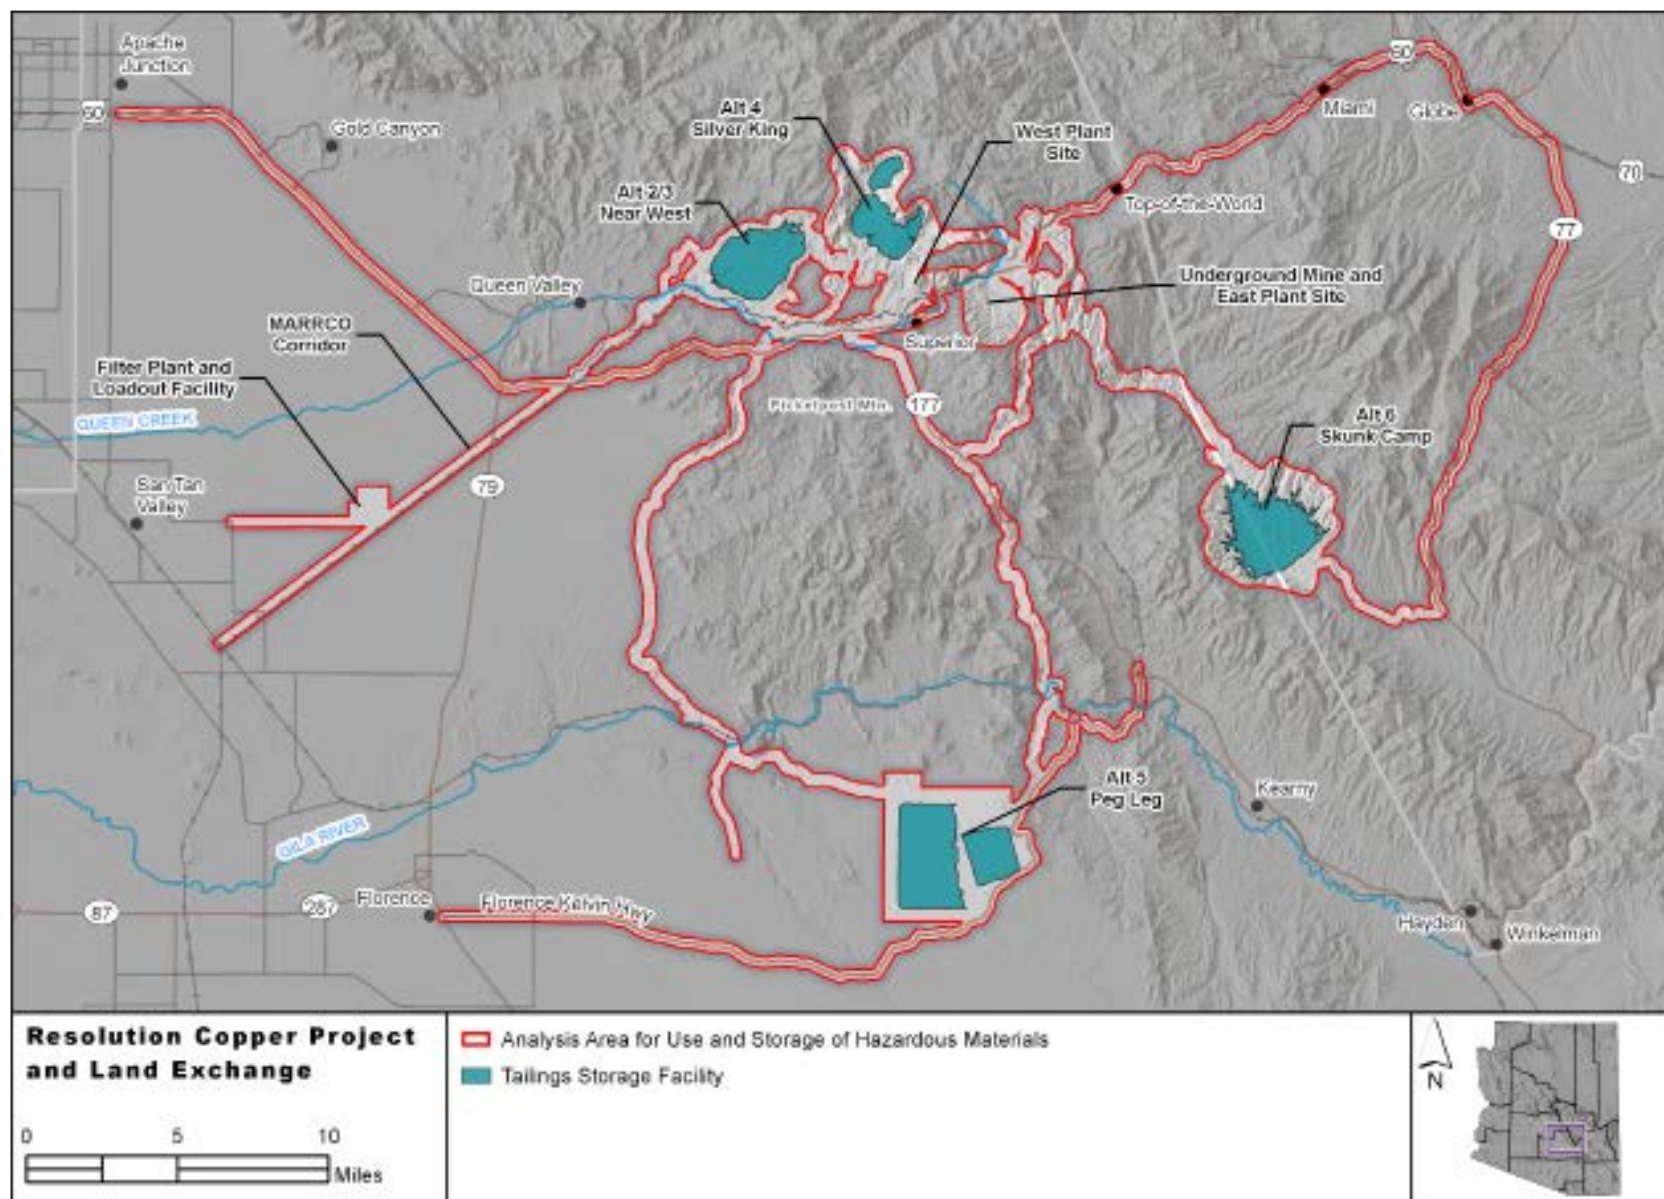 Apache
Junction
60
Gold Canyon
Alt 4
Silver King
West Plant
Site
60
Miami
Globe
70
Alt 2/3
Near West
Top-of-the-World
77
Queen Valley
Underground Mine and
East Plant Site
MARRCO
Corridor
Superior
Filter Plant and
Loadout Facility
Picketpost Mtn.
177
Alt 6
Skunk Camp
QUEEN CREEK
San Tan
Valley
79
Alt 5
Peg Leg
Kearny
GILA RIVER
87
287
Florence
Florence Kelvin Hwy
Hayden
Winkelman
Resolution Copper Project
and Land Exchange
0 5 10
Miles
Analysis Area for Use and Storage of Hazardous Materials
Tailings Storage Facility
N